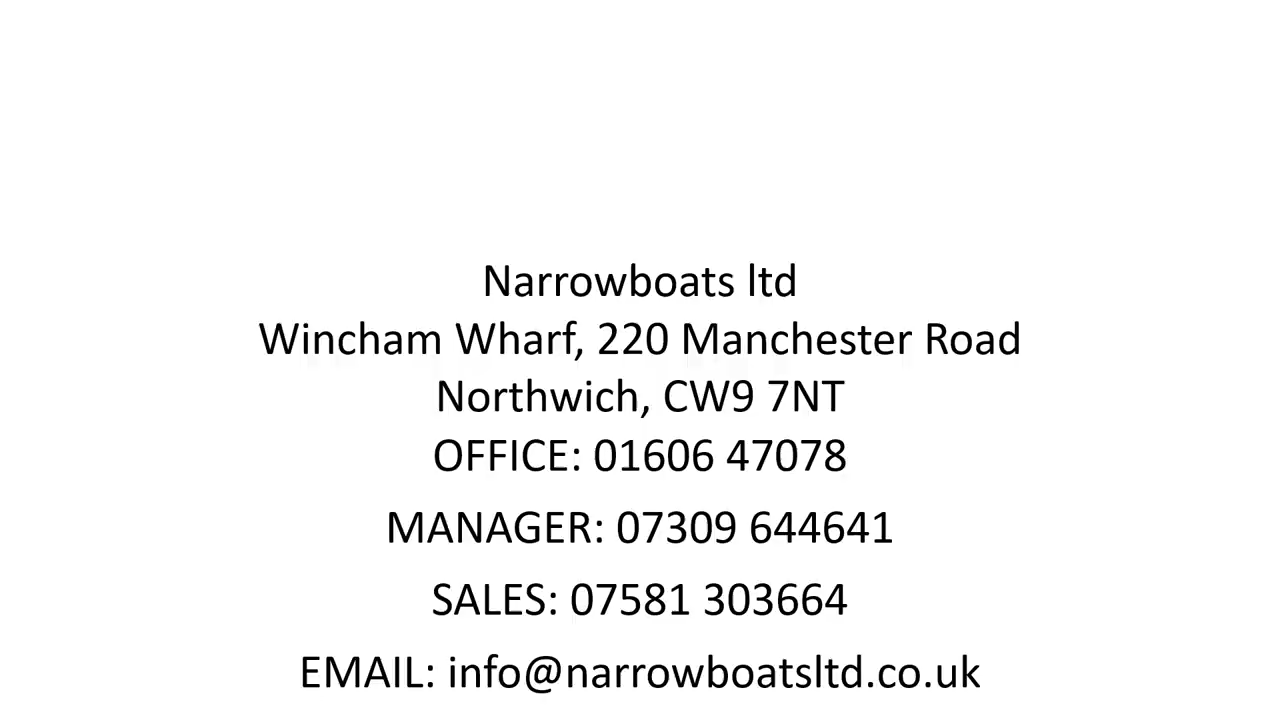 Narrowboats ltd
Wincham Wharf, 220 Manchester Road
Northwich, CW9 7NT
OFFICE: 01606 47078
MANAGER: 07309 644641
SALES: 07581 303664
EMAIL: info@narrowboatsltd.co.uk